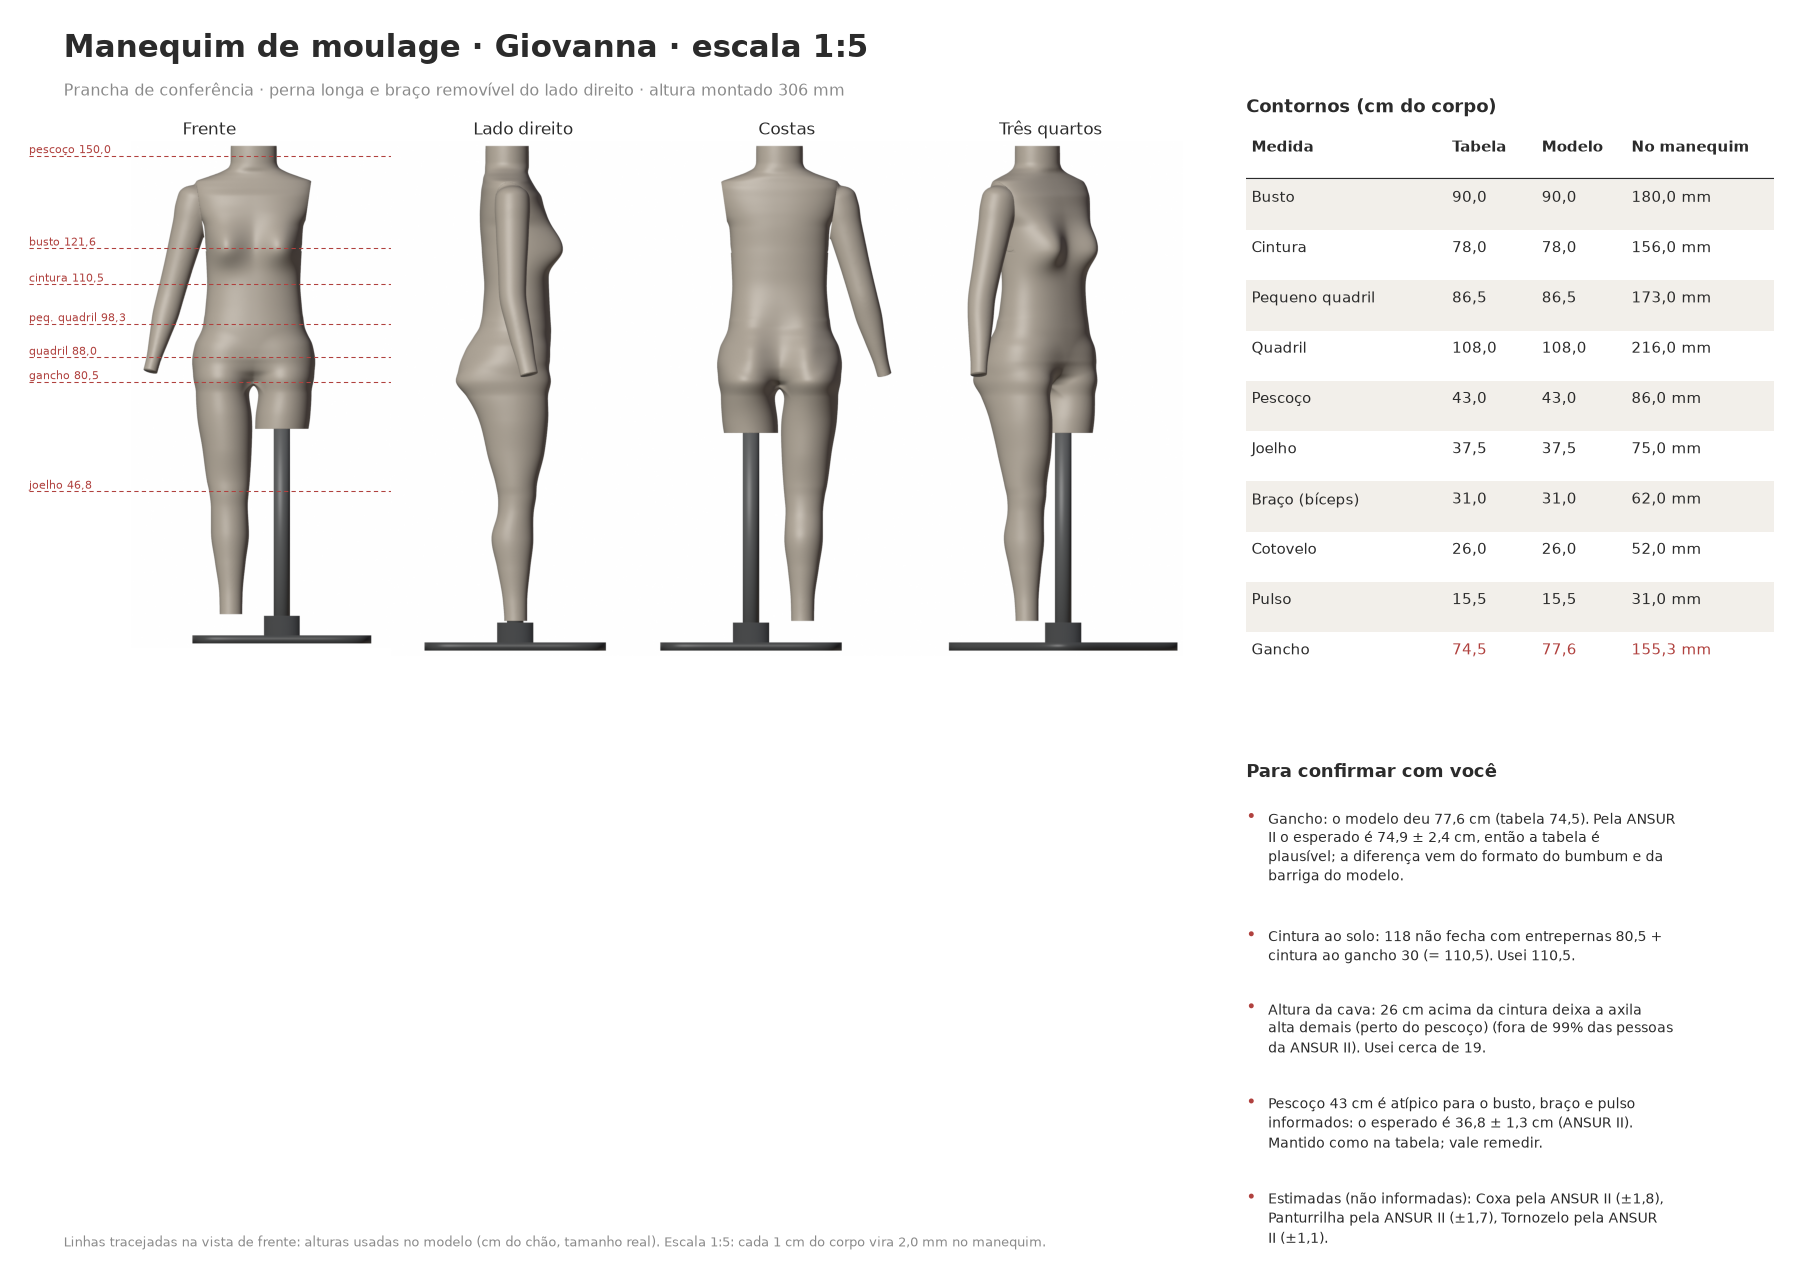 Manequim de moulage · Giovanna · escala 1:5
Prancha de conferência · perna longa e braço removível do lado direito · altura montado 306 mm
Frente
Lado direito
Costas
Três quartos
pescoço 150,0
busto 121,6
cintura 110,5
peq. quadril 98,3
quadril 88,0
gancho 80,5
joelho 46,8
Contornos (cm do corpo)
Medida Tabela Modelo No manequim
Busto 90,0 90,0 180,0 mm
Cintura 78,0 78,0 156,0 mm
Pequeno quadril 86,5 86,5 173,0 mm
Quadril 108,0 108,0 216,0 mm
Pescoço 43,0 43,0 86,0 mm
Joelho 37,5 37,5 75,0 mm
Braço (bíceps) 31,0 31,0 62,0 mm
Cotovelo 26,0 26,0 52,0 mm
Pulso 15,5 15,5 31,0 mm
Gancho 74,5 77,6 155,3 mm
Para confirmar com você
• Gancho: o modelo deu 77,6 cm (tabela 74,5). Pela ANSUR
II o esperado é 74,9 ± 2,4 cm, então a tabela é
plausível; a diferença vem do formato do bumbum e da
barriga do modelo.
• Cintura ao solo: 118 não fecha com entrepernas 80,5 +
cintura ao gancho 30 (= 110,5). Usei 110,5.
• Altura da cava: 26 cm acima da cintura deixa a axila
alta demais (perto do pescoço) (fora de 99% das pessoas
da ANSUR II). Usei cerca de 19.
• Pescoço 43 cm é atípico para o busto, braço e pulso
informados: o esperado é 36,8 ± 1,3 cm (ANSUR II).
Mantido como na tabela; vale remedir.
• Estimadas (não informadas): Coxa pela ANSUR II (±1,8),
Panturrilha pela ANSUR II (±1,7), Tornozelo pela ANSUR
II (±1,1).
Linhas tracejadas na vista de frente: alturas usadas no modelo (cm do chão, tamanho real). Escala 1:5: cada 1 cm do corpo vira 2,0 mm no manequim.